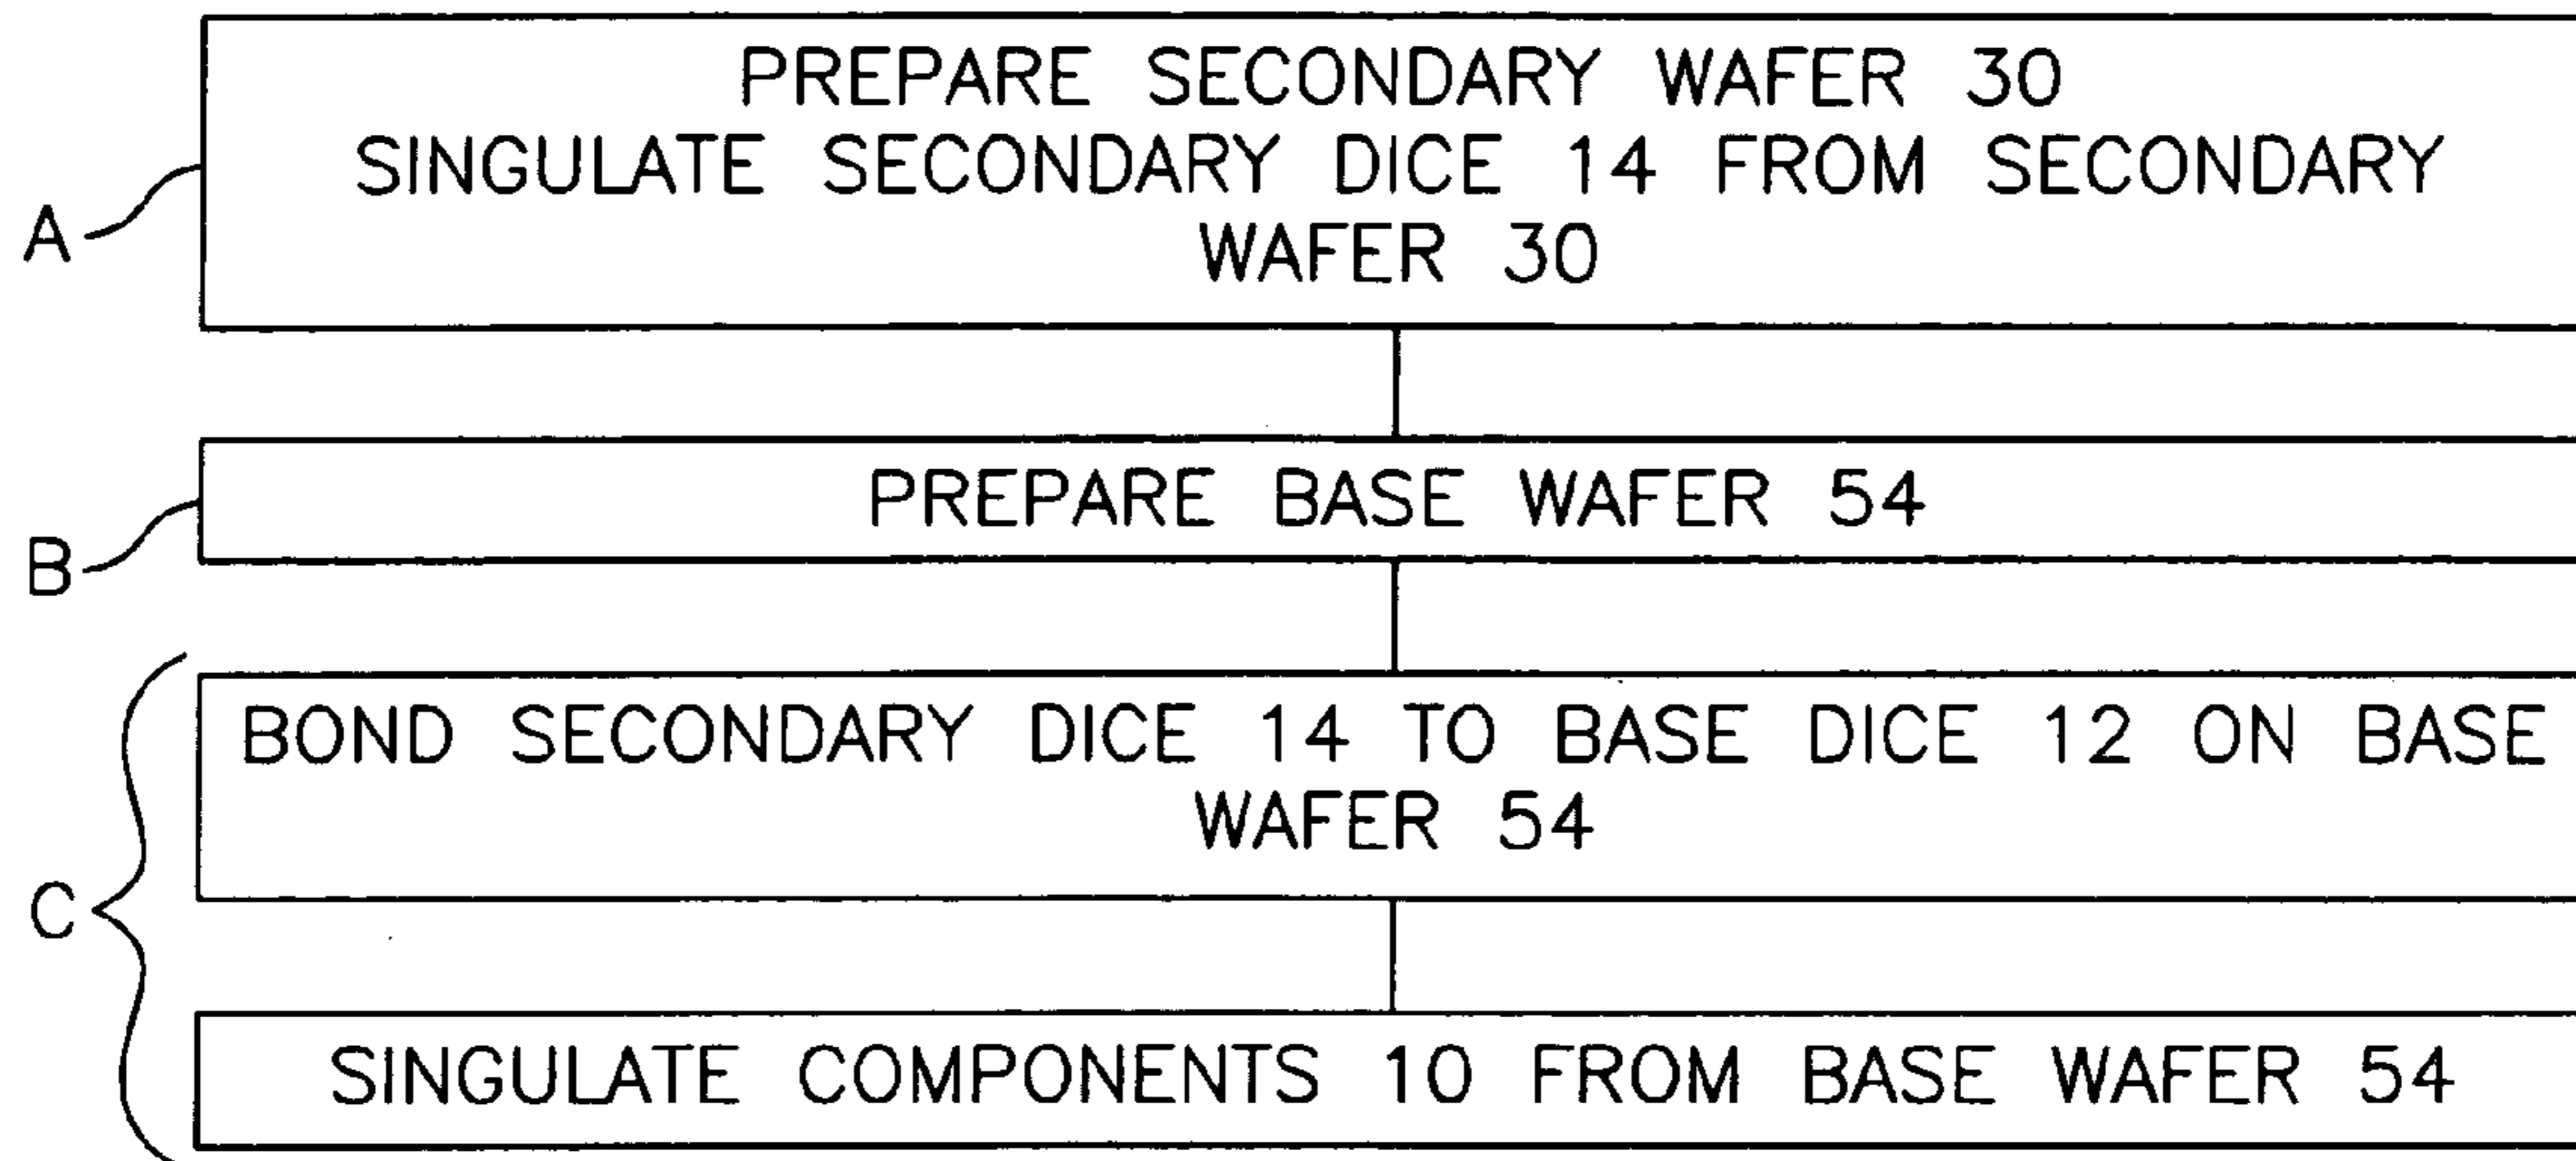 PREPARE SECONDARY WAFER 30
SINGULATE SECONDARY DICE 14 FROM SECONDARY
WAFER 30
A
PREPARE BASE WAFER 54
B
BOND SECONDARY DICE 14 TO BASE DICE 12 ON BASE
WAFER 54
C
SINGULATE COMPONENTS 10 FROM BASE WAFER 54